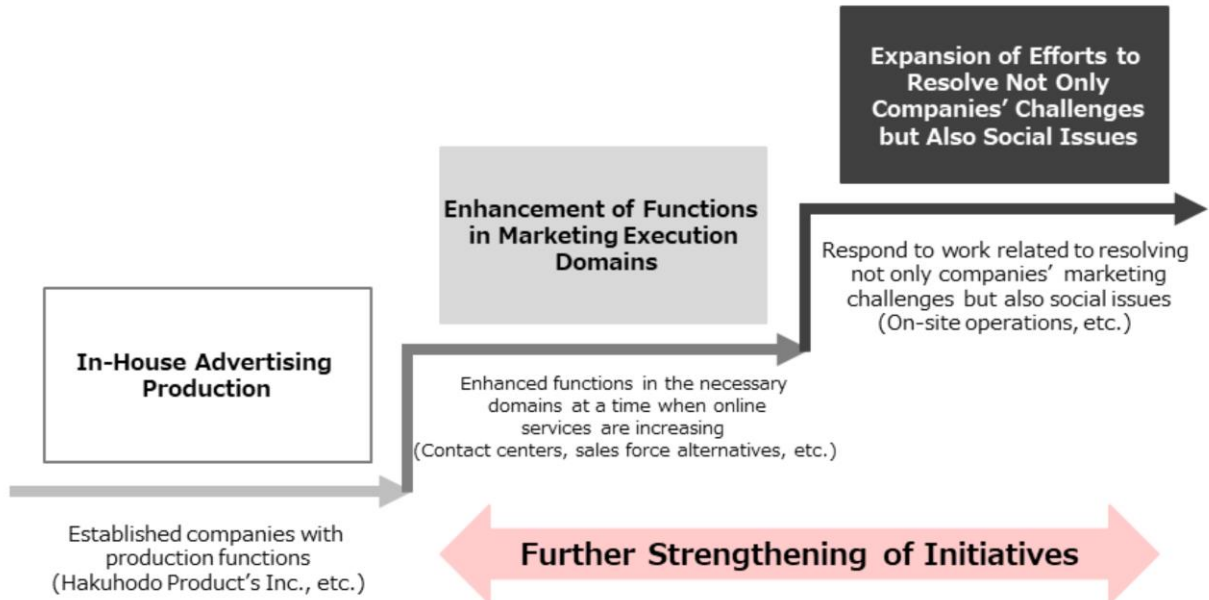 In-House Advertising
Production
Established companies with
production functions
(Hakuhodo Product's Inc., etc.)
Enhancement of Functions
in Marketing Execution
Domains
Enhanced functions in the necessary
domains at a time when online
services are increasing
(Contact centers, sales force alternatives, etc.)
Expansion of Efforts to
Resolve Not Only
Companies' Challenges
but Also Social Issues
Respond to work related to resolving
not only companies' marketing
challenges but also social issues
(On-site operations, etc.)
Further Strengthening of Initiatives